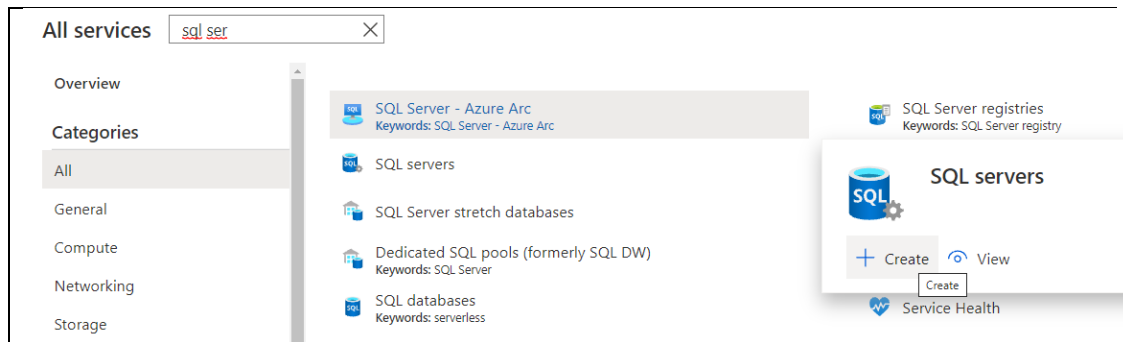 All services
sql ser
Overview
Categories
All
General
Compute
Networking
Storage
SQL Server - Azure Arc
Keywords: SQL Server - Azure Arc
SQL servers
SQL Server stretch databases
Dedicated SQL pools (formerly SQL DW)
Keywords: SQL Server
SQL databases
Keywords: serverless
SQL Server registries
Keywords: SQL Server registry
SQL
SQL servers
Create
View
Create
Service Health